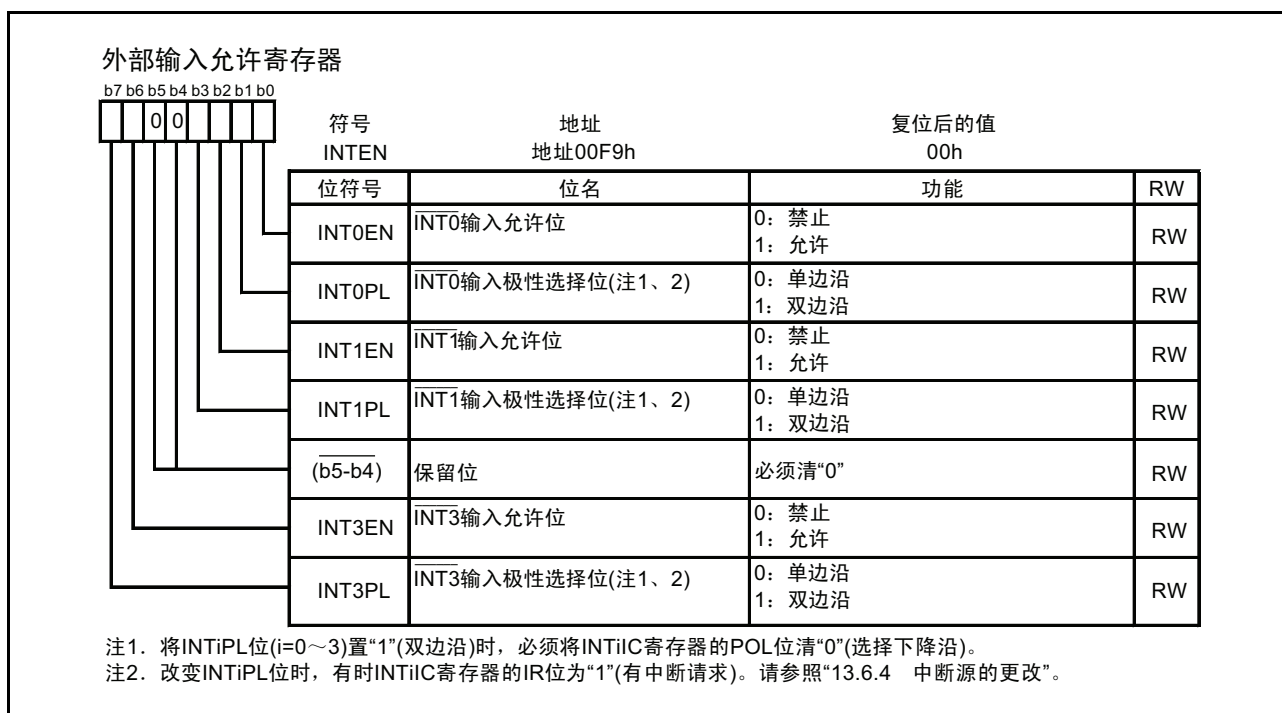 外部输入允许寄存器
b7 b6 b5 b4 b3 b2 b1 b0
0 0
符号 地址 复位后的值
INTEN 地址00F9h 00h
位符号 位名 功能 RW
INT0EN INT0输入允许位 0：禁止
1：允许 RW
INT0PL INT0输入极性选择位(注1、2) 0：单边沿
1：双边沿 RW
INT1EN INT1输入允许位 0：禁止
1：允许 RW
INT1PL INT1输入极性选择位(注1、2) 0：单边沿
1：双边沿 RW
(b5-b4) 保留位 必须清“0” RW
INT3EN INT3输入允许位 0：禁止
1：允许 RW
INT3PL INT3输入极性选择位(注1、2) 0：单边沿
1：双边沿 RW
注1．将INTiPL位(i=0～3)置“1”(双边沿)时，必须将INTiIC寄存器的POL位清“0”(选择下降沿)。
注2．改变INTiPL位时，有时INTiIC寄存器的IR位为“1”(有中断请求)。请参照“13.6.4 中断源的更改”。